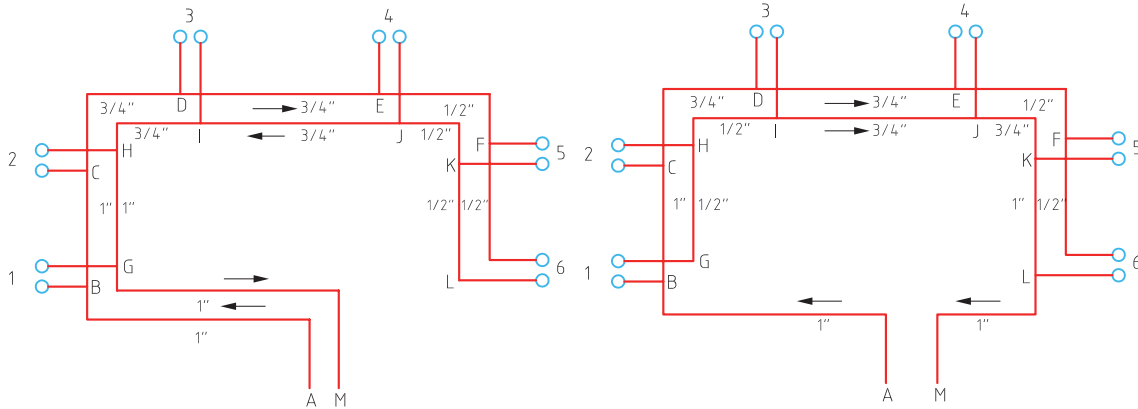 3 4
D E
3/4” 3/4” 1/2”
3/4” I 3/4” J 1/2”
2 H F 5
C K
1” 1” 1/2” 1/2”
1 G 6
B L
1”
1”
A M
3 4
D E
3/4” 3/4” 1/2”
1/2” I 3/4” J 3/4”
2 H F 5
C K
1” 1/2” 1” 1/2”
1 G 6
B L
1” 1”
A M